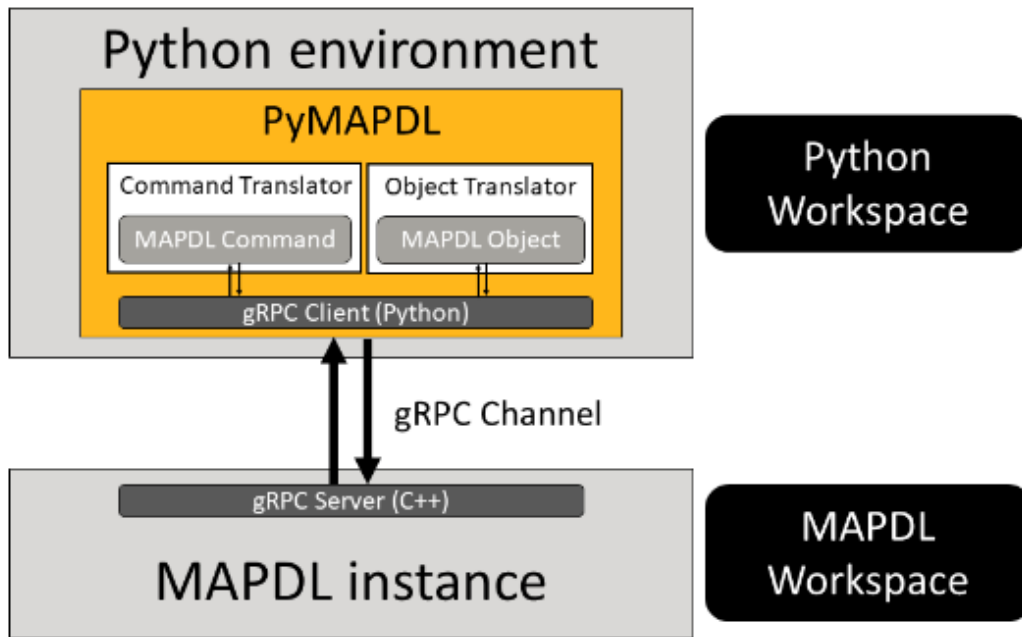 Python environment
PyMAPDL
Command Translator
MAPDL Command
Object Translator
MAPDL Object
gRPC Client (Python)
Python
Workspace
gRPC Channel
gRPC Server (C++)
MAPDL instance
MAPDL
Workspace